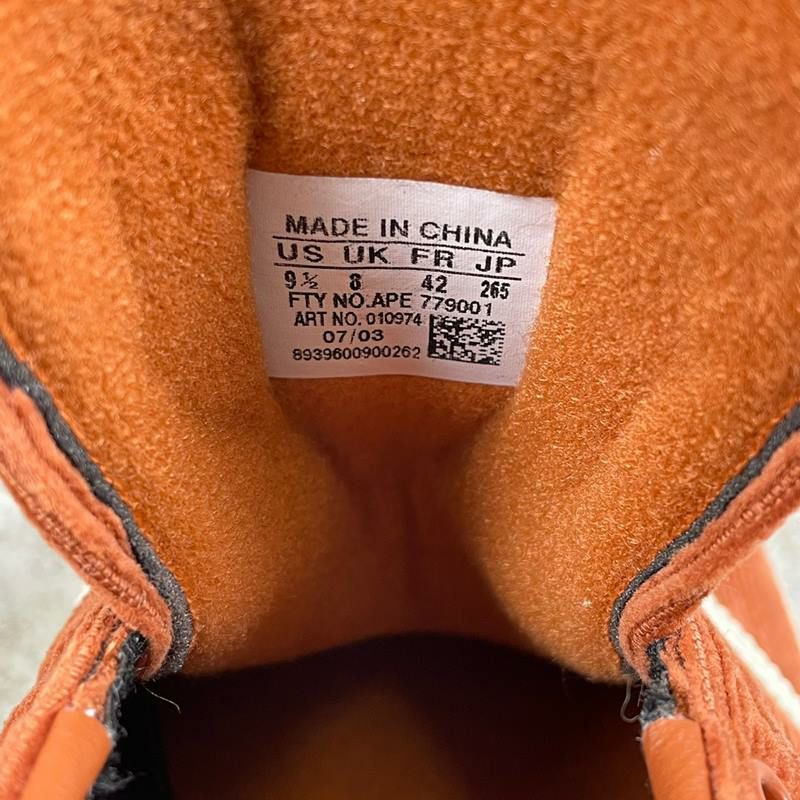 MADE IN CHINA
US UK FR JP
9½ 8 42 265
FTY NO.APE 779001
ART NO. 010974
07/03
8939600900262